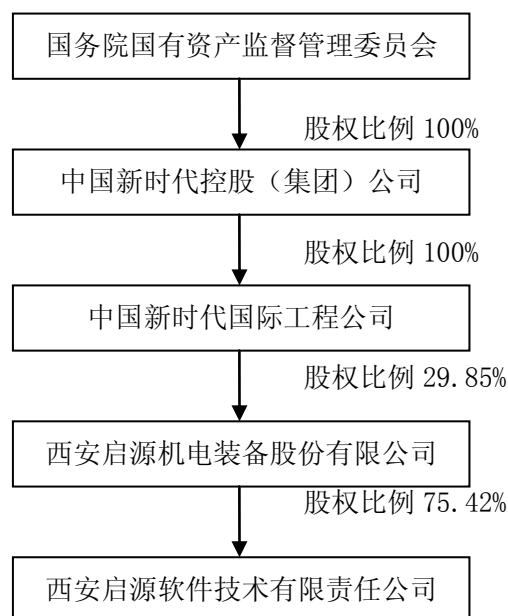 国务院国有资产监督管理委员会
股权比例 100%
中国新时代控股（集团）公司
股权比例 100%
中国新时代国际工程公司
股权比例 29.85%
西安启源机电装备股份有限公司
股权比例 75.42%
西安启源软件技术有限责任公司